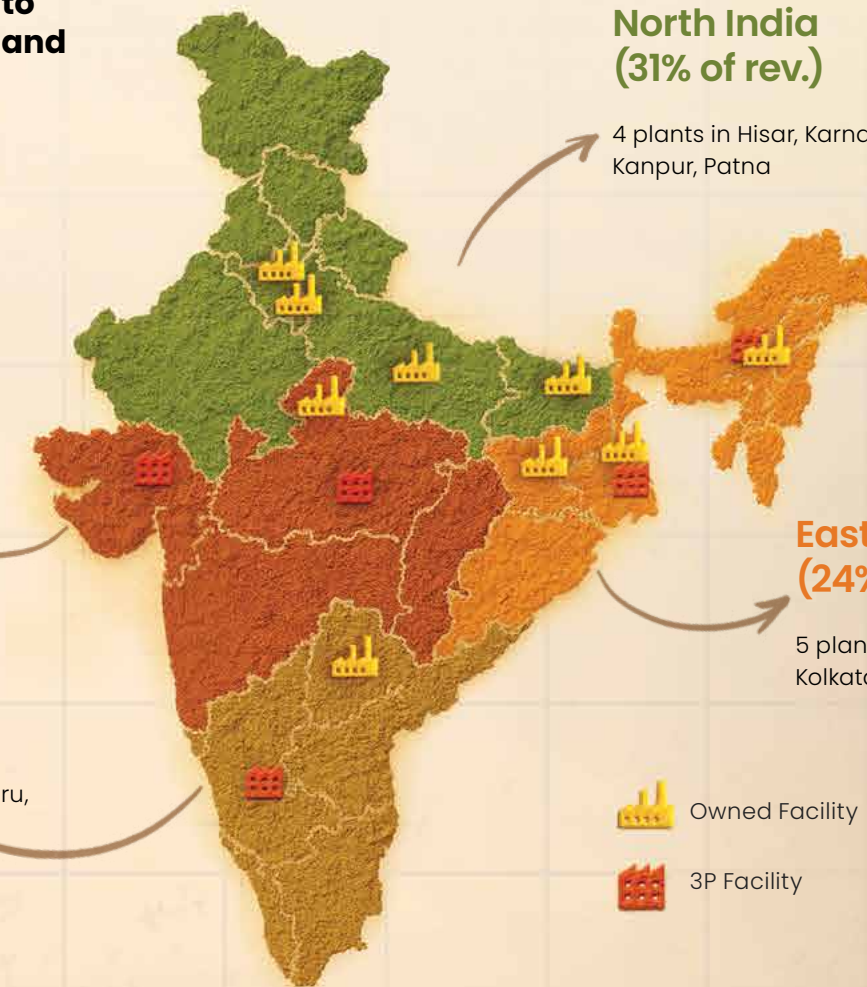 to
and
North India
(31% of rev.)
4 plants in Hisar, Karna
Kanpur, Patna
East
(24%
5 plan
Kolkata
ru,
Owned Facility
3P Facility